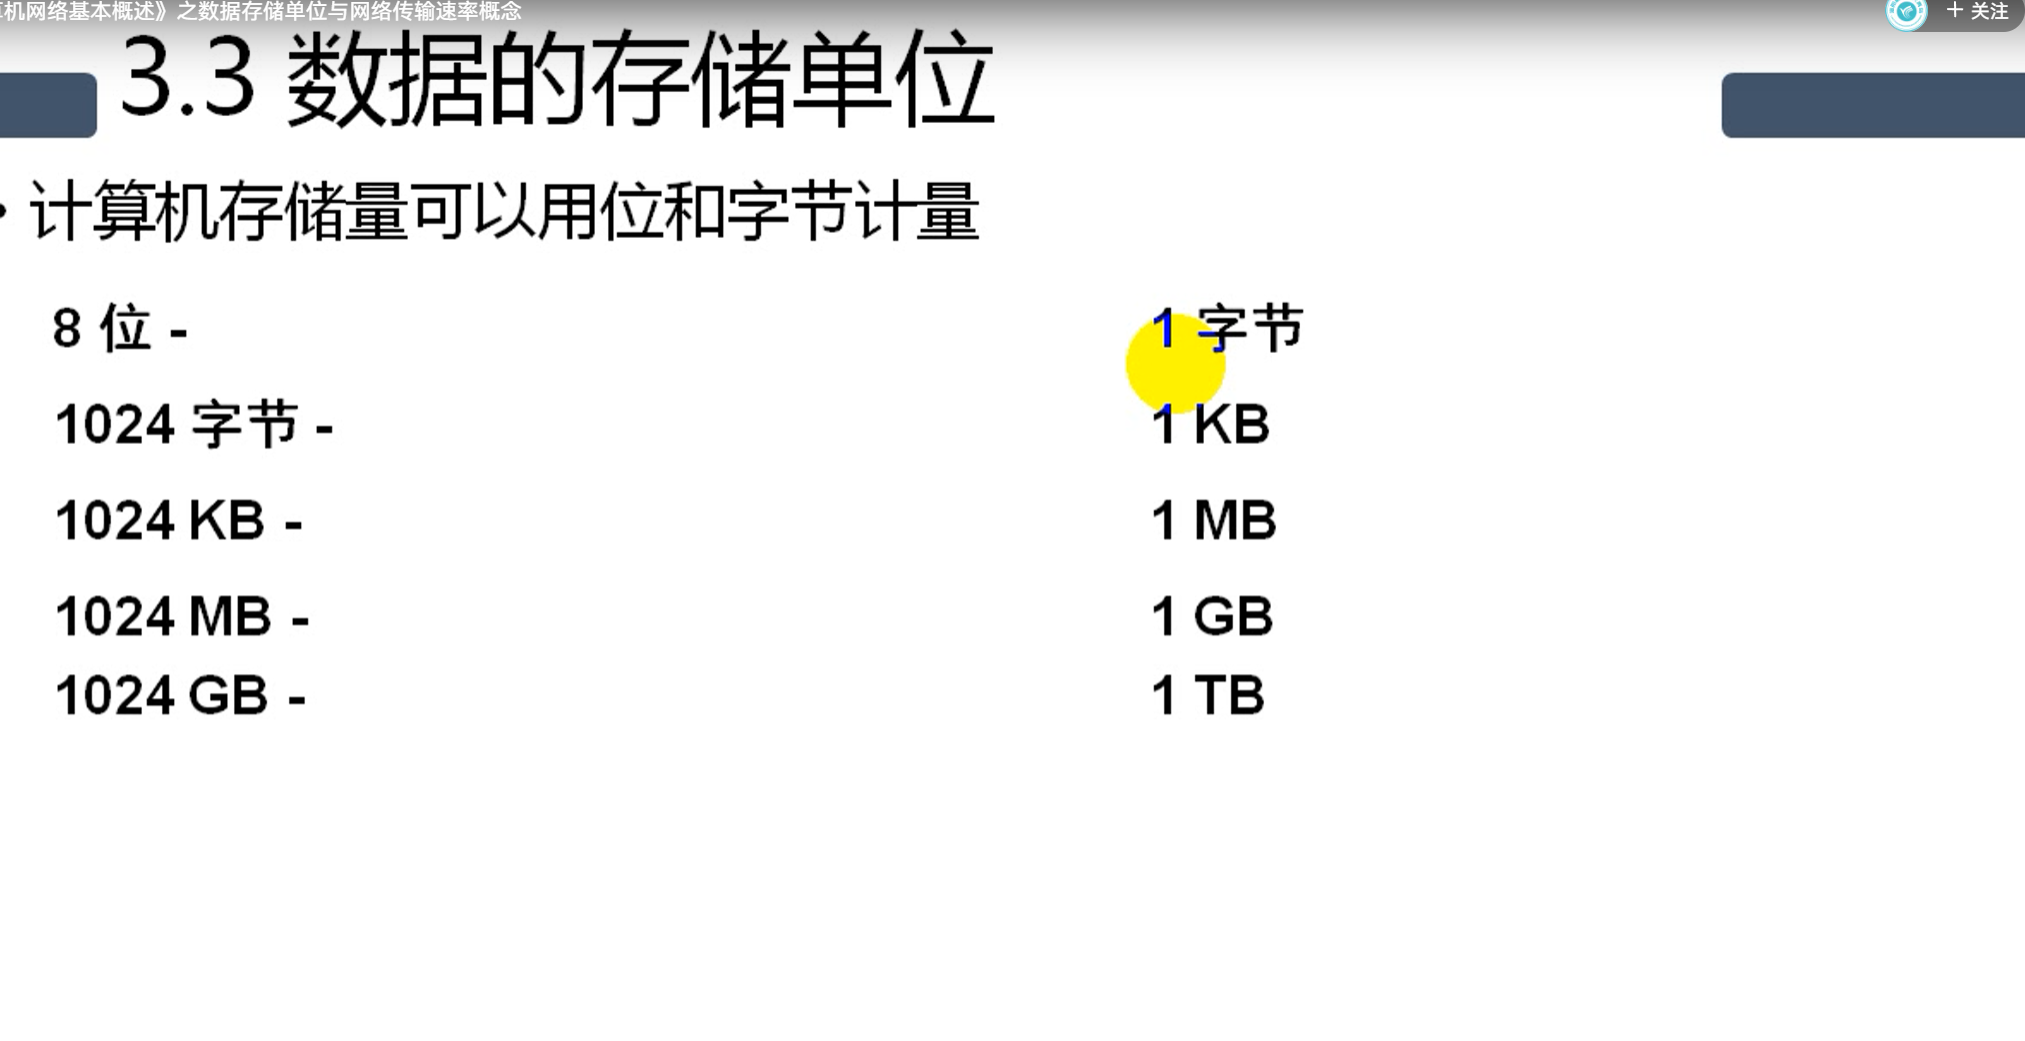 机网络基本概述》之数据存储单位与网络传输速率概念
+ 关注
3.3 数据的存储单位
• 计算机存储量可以用位和字节计量
8 位 - 1 字节
1024 字节 - 1 KB
1024 KB - 1 MB
1024 MB - 1 GB
1024 GB - 1 TB